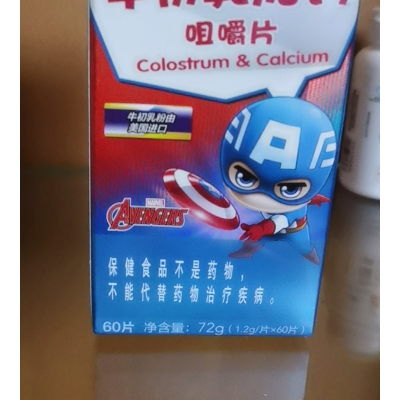 咀嚼片
Colostrum & Calcium
牛初乳粉由
美国进口
A
MARVEL
AVENGERS
保健食品不是药物，
不能代替药物治疗疾病。
60片 净含量：72g (1.2g/片×60片)